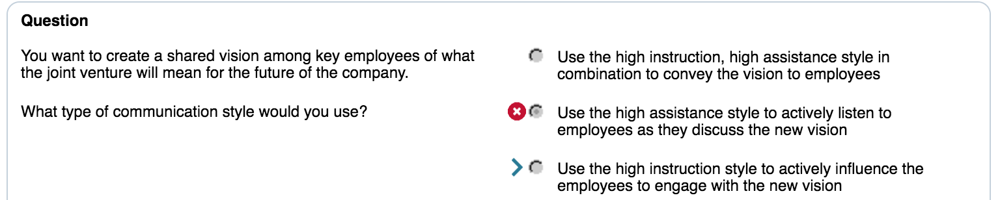 Question
You want to create a shared vision among key employees of what
the joint venture will mean for the future of the company.
What type of communication style would you use?
Use the high instruction, high assistance style in
combination to convey the vision to employees
Use the high assistance style to actively listen to
employees as they discuss the new vision
Use the high instruction style to actively influence the
employees to engage with the new vision